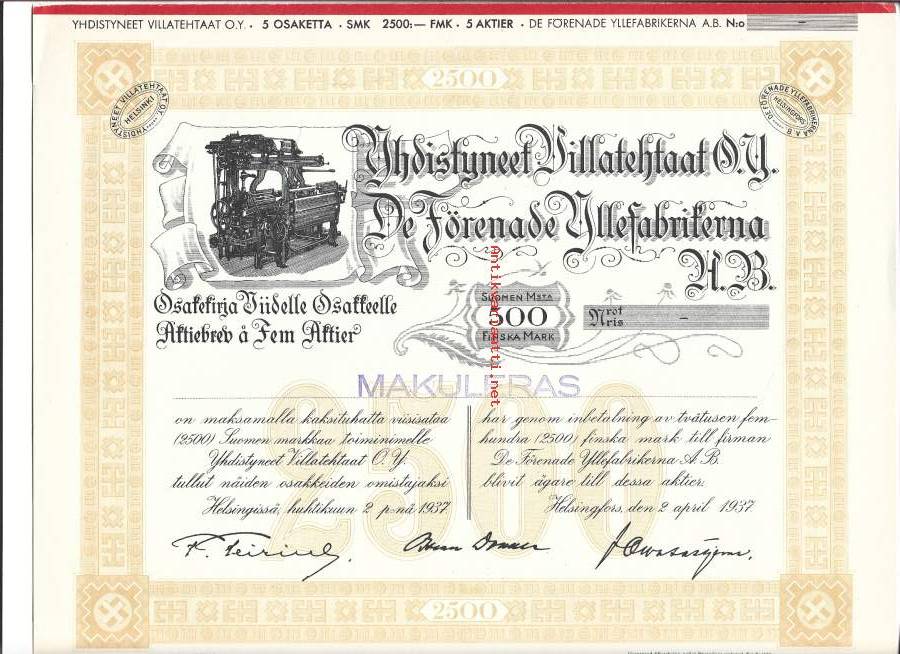 YHDISTYNEET VILLATEHTAAT O.Y. · 5 OSAKETTA · SMK 2500:— FMK · 5 AKTIER · DE FÖRENADE YLLEFABRIKERNA A.B. N:o -
2500
YHDISTYNEET VILLATEHTAAT O.Y.
HELSINKI
DE FÖRENADE YLLEFABRIKERNA A B
HELSINGFORS
Yhdistyneet Villatehtaat O.Y.
De Förenade Yllefabrikerna
A.B.
Osakekirja Viidelle Osakkeelle
Aktiebrev å Fem Aktier
SUOMEN MKAA
500
FINSKA MARK
Nrot
Nris
-
Antikvariaatti.net
MAKULERAS
on maksamalla kaksituhatta viisisataa
(2500) Suomen markkaa toiminimelle
Yhdistyneet Villatehtaat O.Y.
tullut näiden osakkeiden omistajaksi
Helsingissä, huhtikuun 2 p:nä 1937.
har genom inbetalning av tvåtusen fem-
hundra (2500) finska mark till firman
De Förenade Yllefabrikerna A.B.
blivit ägare till dessa aktier.
Helsingfors, den 2 april 1937.
2500
2500